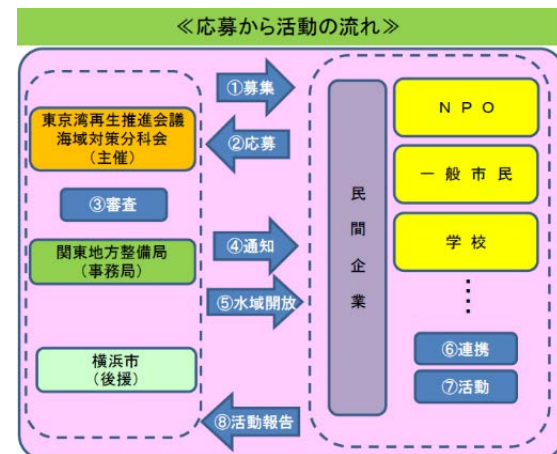 ≪応募から活動の流れ≫
①募集
東京湾再生推進会議
海域対策分科会
(主催)
②応募
③審査
関東地方整備局
(事務局)
④通知
⑤水域開放
横浜市
(後援)
⑧活動報告
民間企業
NPO
一般市民
学校
⑥連携
⑦活動